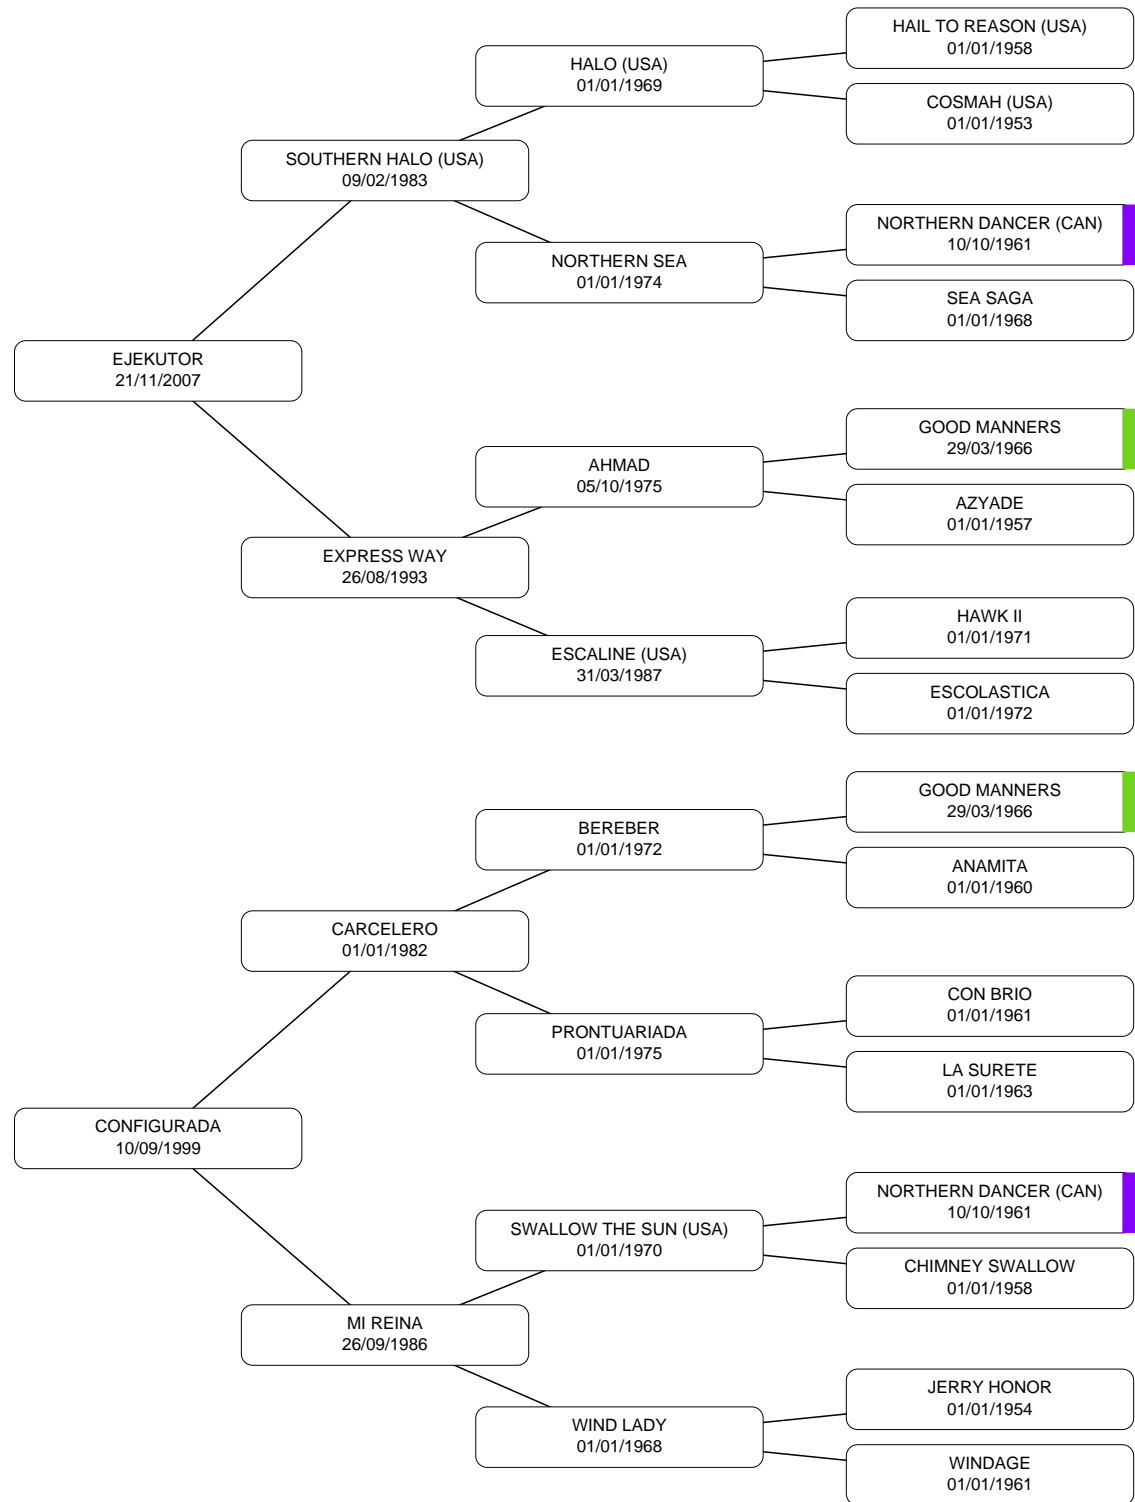 HAIL TO REASON (USA)
01/01/1958
HALO (USA)
01/01/1969
COSMAH (USA)
01/01/1953
SOUTHERN HALO (USA)
09/02/1983
NORTHERN DANCER (CAN)
10/10/1961
NORTHERN SEA
01/01/1974
SEA SAGA
01/01/1968
EJEKUTOR
21/11/2007
GOOD MANNERS
29/03/1966
AHMAD
05/10/1975
AZYADE
01/01/1957
EXPRESS WAY
26/08/1993
HAWK II
01/01/1971
ESCALINE (USA)
31/03/1987
ESCOLASTICA
01/01/1972
GOOD MANNERS
29/03/1966
BEREBER
01/01/1972
ANAMITA
01/01/1960
CARCELERO
01/01/1982
CON BRIO
01/01/1961
PRONTUARIADA
01/01/1975
LA SURETE
01/01/1963
CONFIGURADA
10/09/1999
NORTHERN DANCER (CAN)
10/10/1961
SWALLOW THE SUN (USA)
01/01/1970
CHIMNEY SWALLOW
01/01/1958
MI REINA
26/09/1986
JERRY HONOR
01/01/1954
WIND LADY
01/01/1968
WINDAGE
01/01/1961